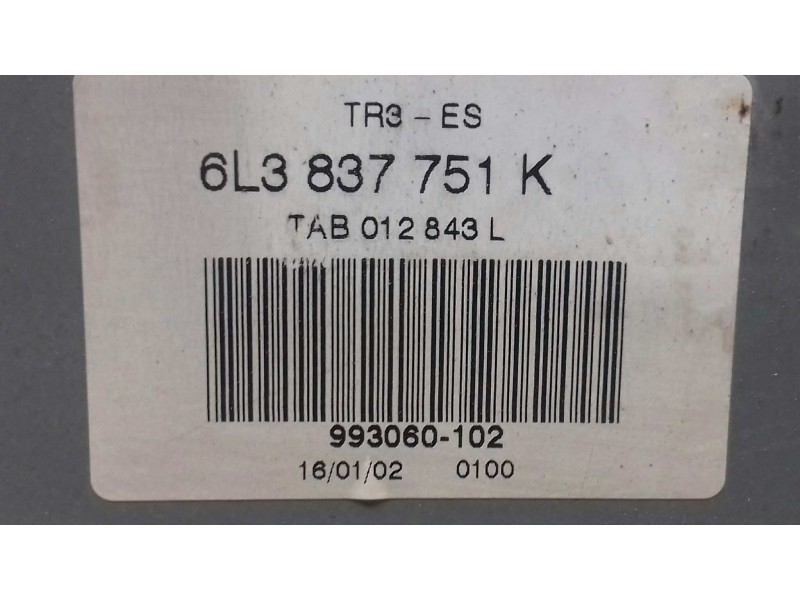 TR3 - ES
6L3 837 751 K
TAB 012 843 L
993060-102
16/01/02 0100